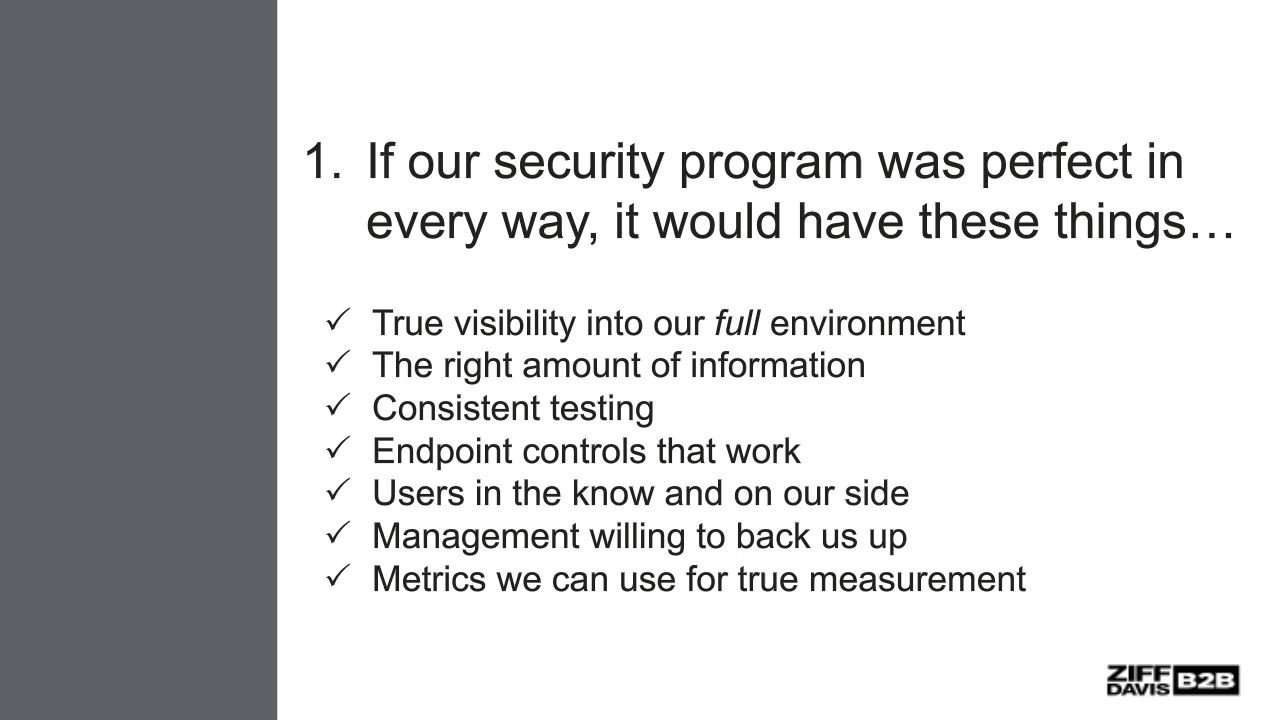 1. If our security program was perfect in
every way, it would have these things…
✓ True visibility into our full environment
✓ The right amount of information
✓ Consistent testing
✓ Endpoint controls that work
✓ Users in the know and on our side
✓ Management willing to back us up
✓ Metrics we can use for true measurement
ZIFF
DAVIS B2B